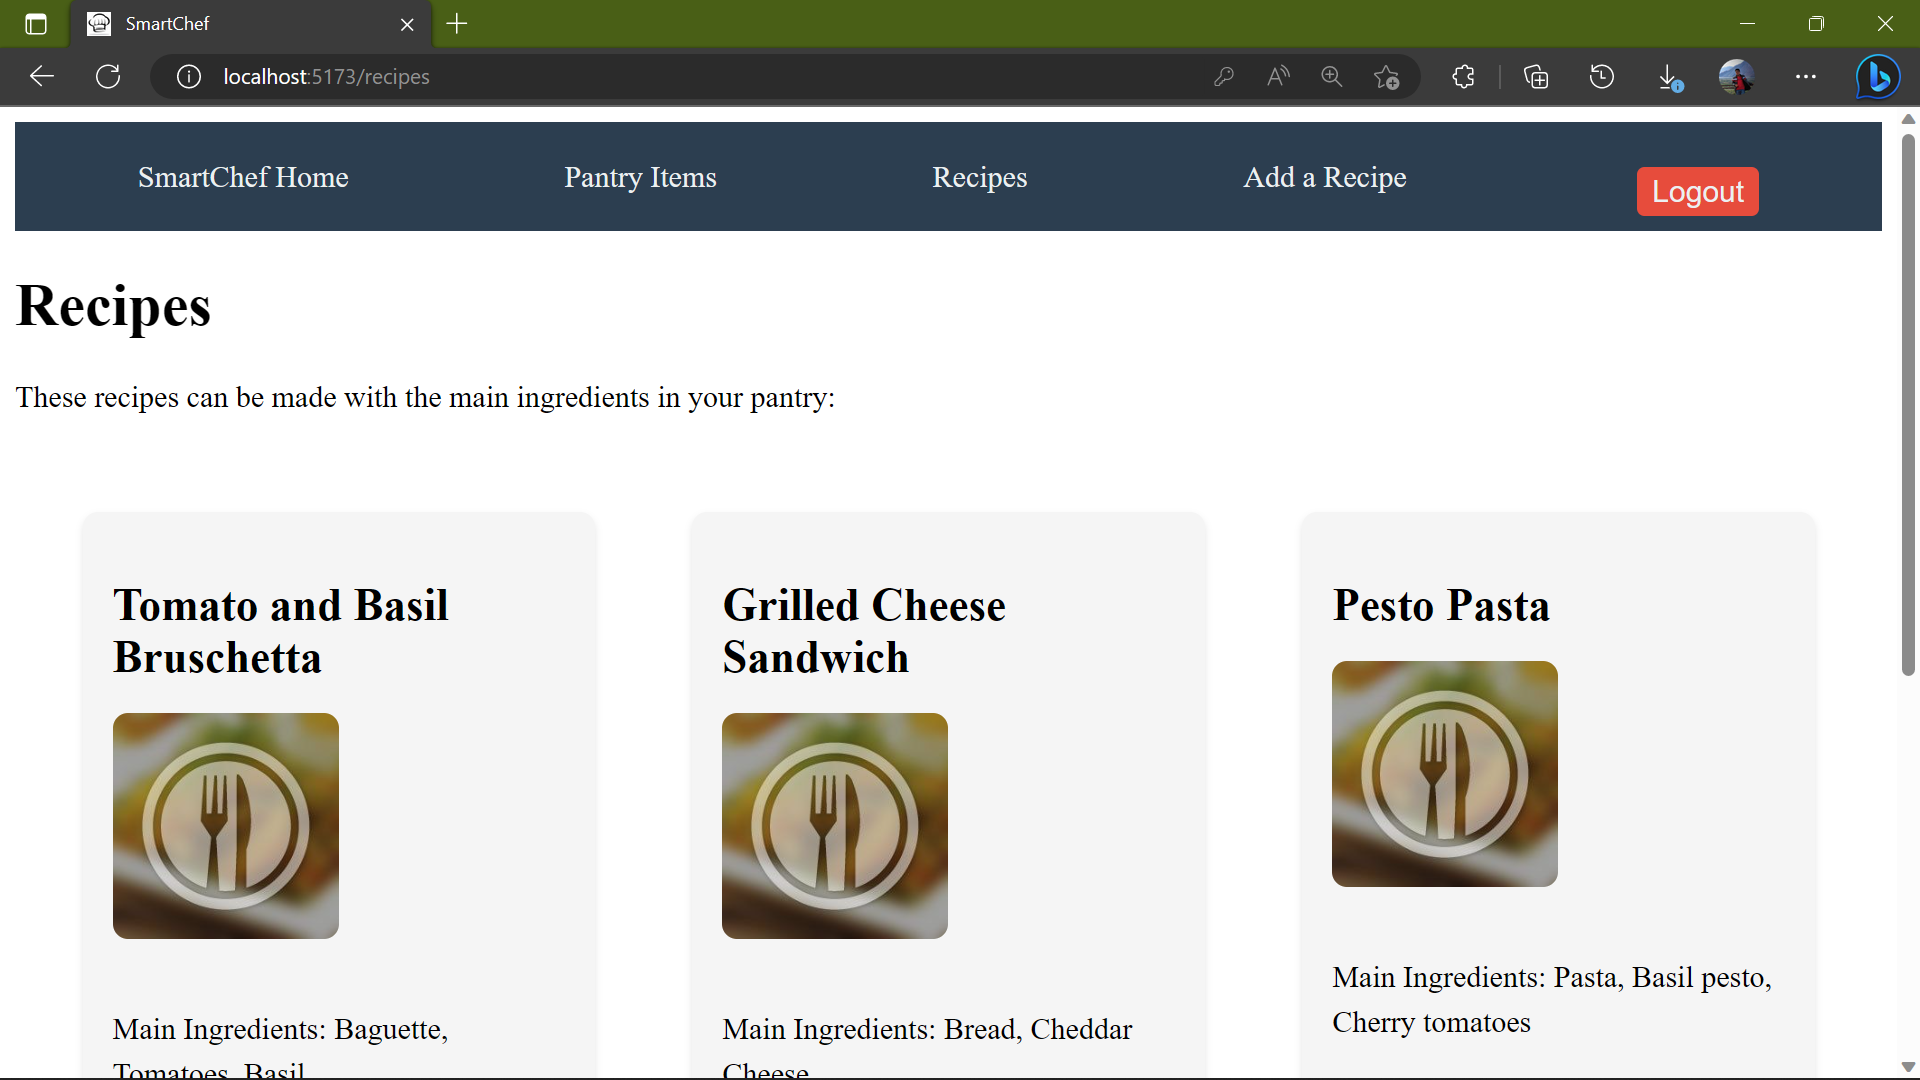 SmartChef
localhost:5173/recipes
SmartChef Home Pantry Items Recipes Add a Recipe Logout
Recipes
These recipes can be made with the main ingredients in your pantry:
Tomato and Basil
Bruschetta
Main Ingredients: Baguette,
Tomatoes, Basil
Grilled Cheese
Sandwich
Main Ingredients: Bread, Cheddar
Cheese
Pesto Pasta
Main Ingredients: Pasta, Basil pesto,
Cherry tomatoes